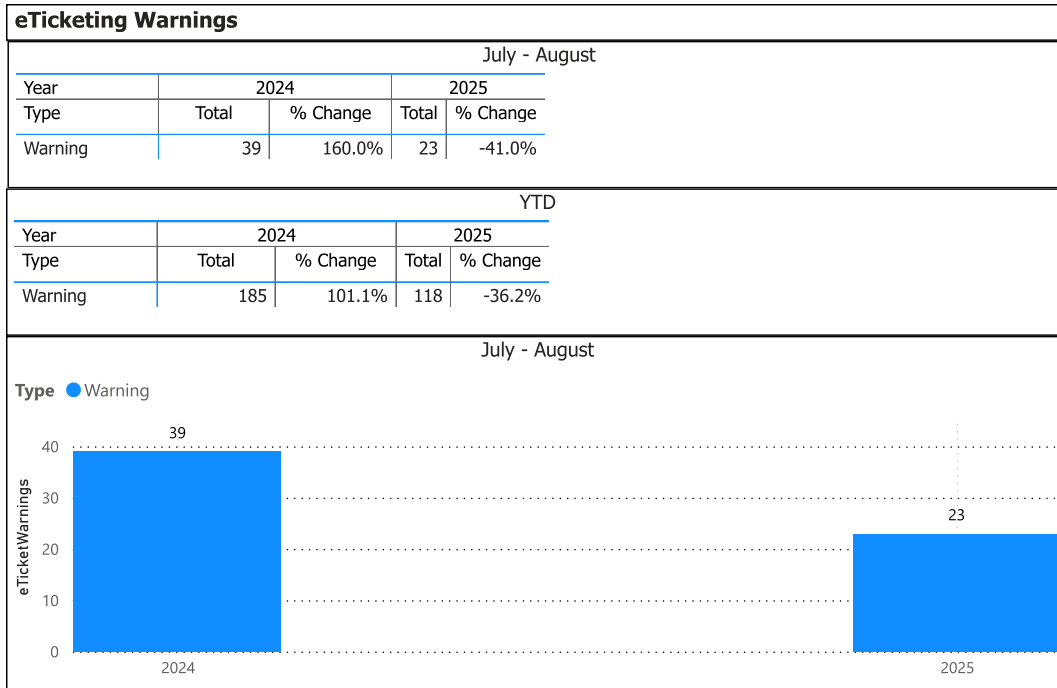 eTicketing Warnings
July - August
Year 2024 2025
Type Total % Change Total % Change
Warning 39 160.0% 23 -41.0%
YTD
Year 2024 2025
Type Total % Change Total % Change
Warning 185 101.1% 118 -36.2%
July - August
Type Warning
39
40
30
23
20
10
0
eTicketWarnings
2024 2025